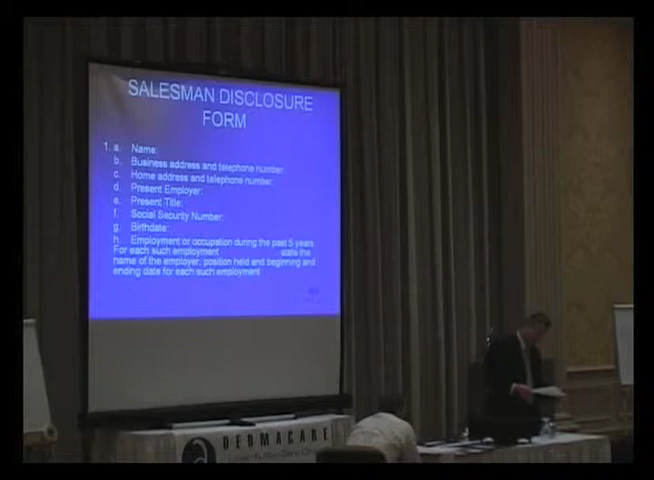 SALESMAN DISCLOSURE
FORM
1. a. Name:
b. Business address and telephone number:
c. Home address and telephone number:
d. Present Employer:
e. Present Title:
f. Social Security Number:
g. Birthdate:
h. Employment or occupation during the past 5 years.
For each such employment state the
name of the employer, position held and beginning and
ending date for each such employment
DERMACARE